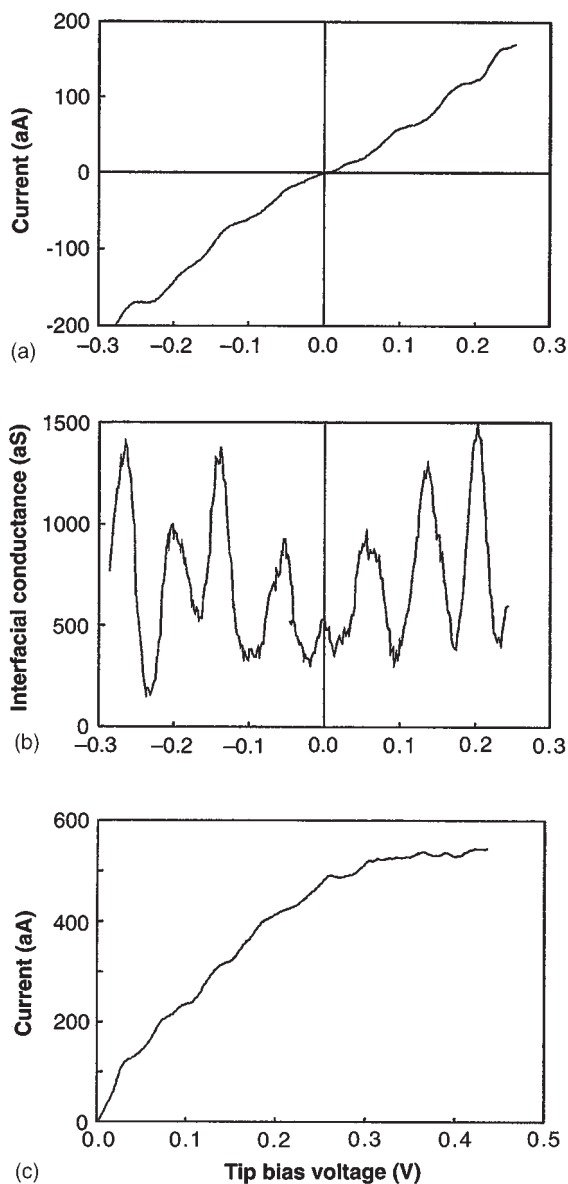 200
100
0
-100
-200
Current (aA)
(a)
−0.3 −0.2 −0.1 0.0 0.1 0.2 0.3
1500
1000
500
0
Interfacial conductance (aS)
(b)
−0.3 −0.2 −0.1 0.0 0.1 0.2 0.3
600
400
200
0
Current (aA)
0.0 0.1 0.2 0.3 0.4 0.5
(c) Tip bias voltage (V)